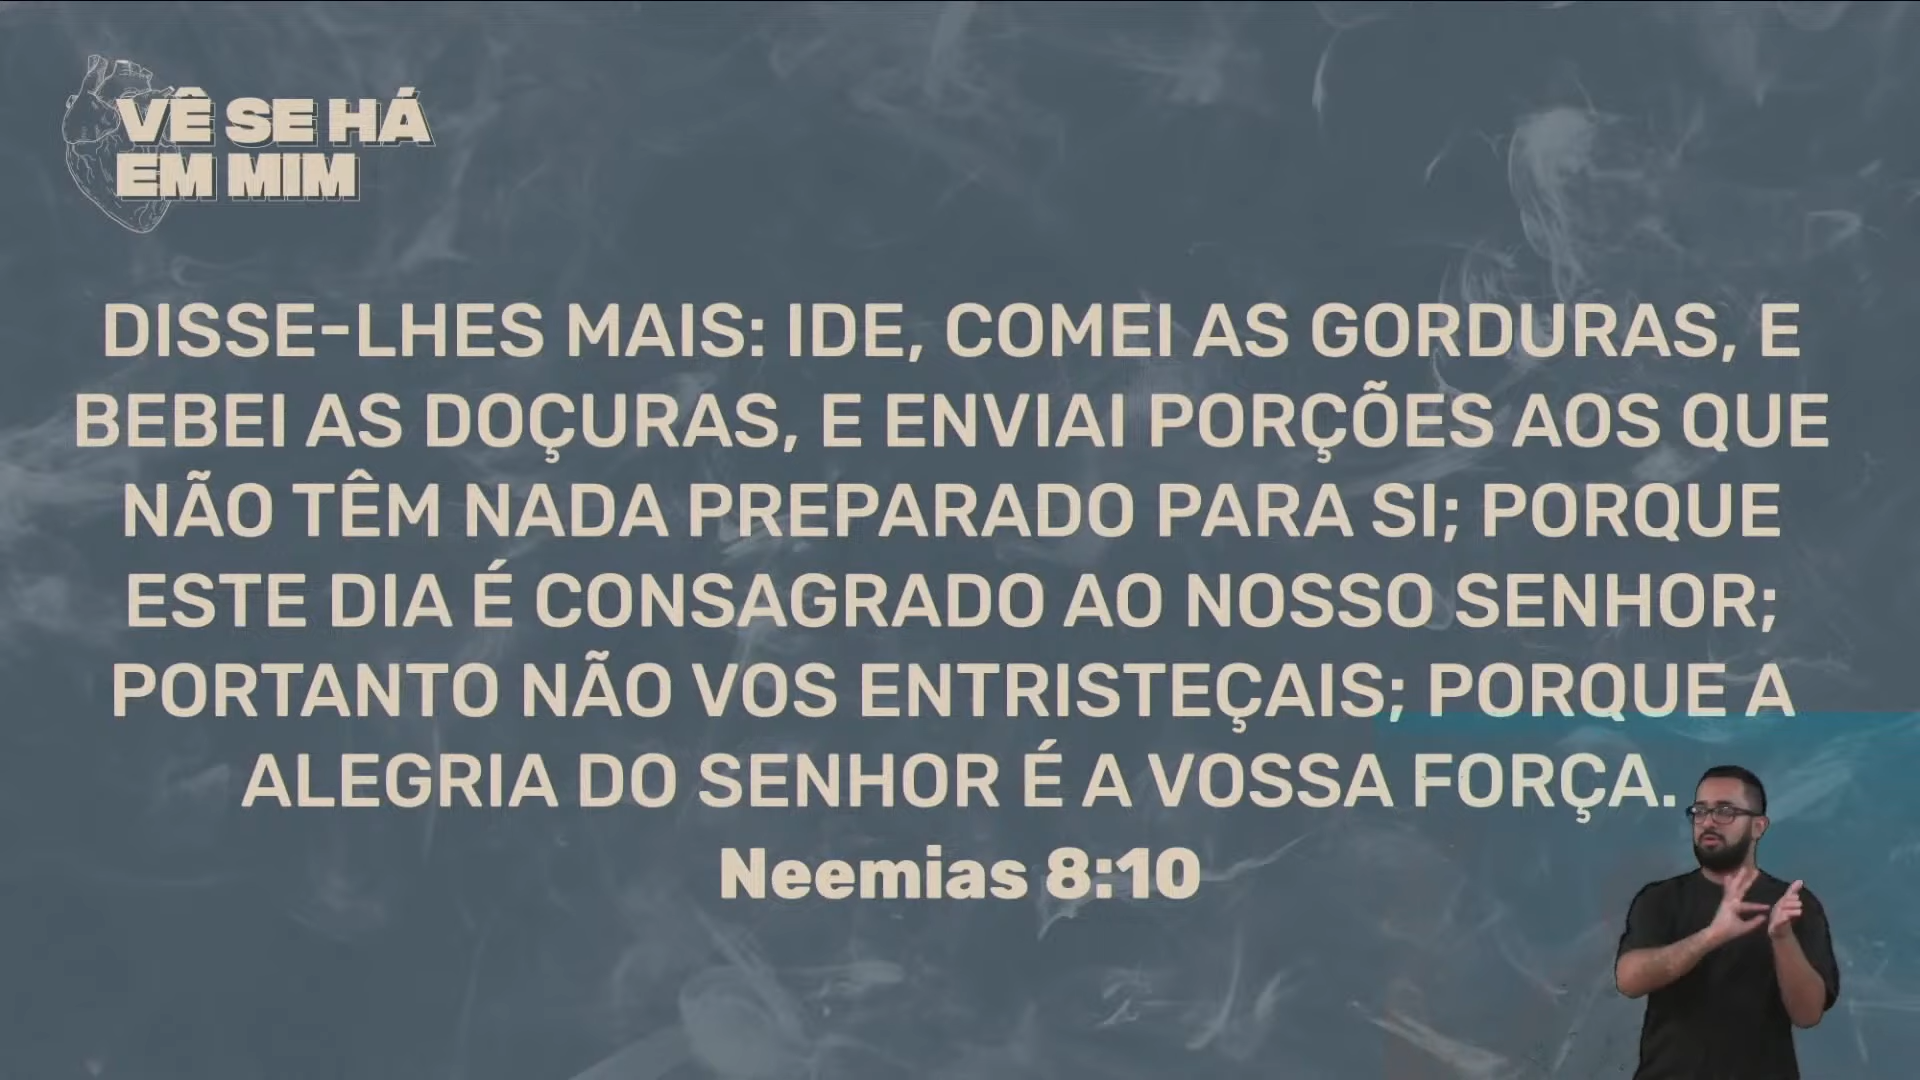 VÊ SE HÁ
EM MIM
DISSE-LHES MAIS: IDE, COMEI AS GORDURAS, E
BEBEI AS DOÇURAS, E ENVIAI PORÇÕES AOS QUE
NÃO TÊM NADA PREPARADO PARA SI; PORQUE
ESTE DIA É CONSAGRADO AO NOSSO SENHOR;
PORTANTO NÃO VOS ENTRISTEÇAIS; PORQUE A
ALEGRIA DO SENHOR É A VOSSA FORÇA.
Neemias 8:10